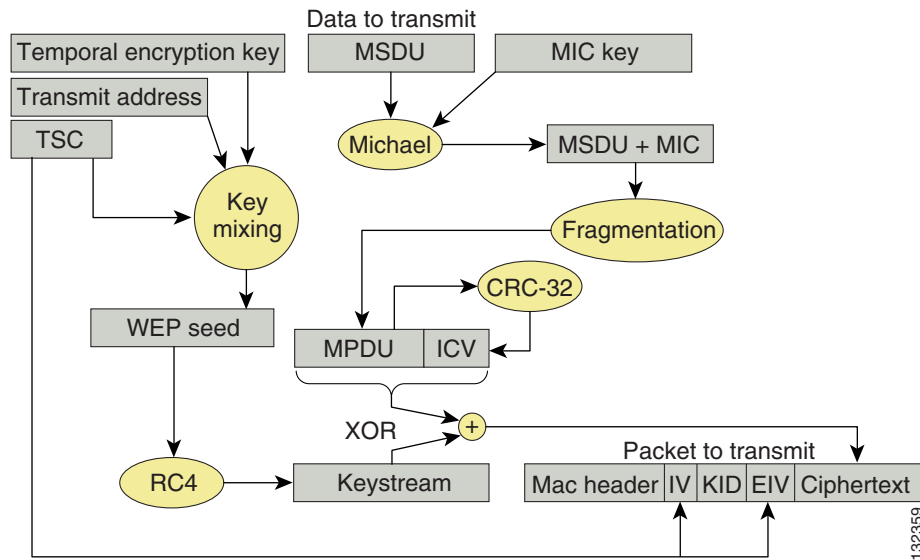 Data to transmit
Temporal encryption key
MSDU
MIC key
Transmit address
TSC
Michael
MSDU + MIC
Key
mixing
Fragmentation
CRC-32
WEP seed
MPDU
ICV
XOR
+
Packet to transmit
RC4
Keystream
Mac header
IV
KID
EIV
Ciphertext
132359